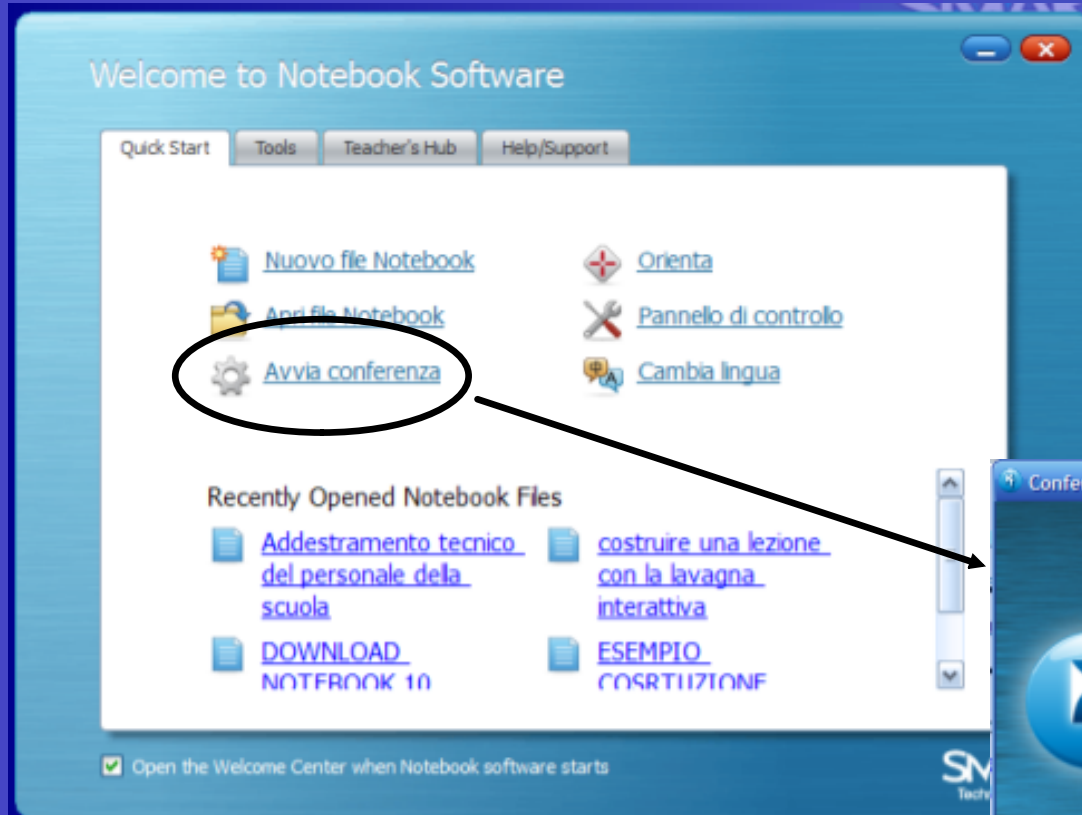 Welcome to Notebook Software
Quick Start Tools Teacher's Hub Help/Support
Nuovo file Notebook Orienta
Apri file Notebook Pannello di controllo
Avvia conferenza Cambia lingua
Recently Opened Notebook Files
Addestramento tecnico costruire una lezione
del personale della con la lavagna
scuola interattiva
DOWNLOAD ESEMPIO
NOTEBOOK 10 COSRTUZIONE
Open the Welcome Center when Notebook software starts